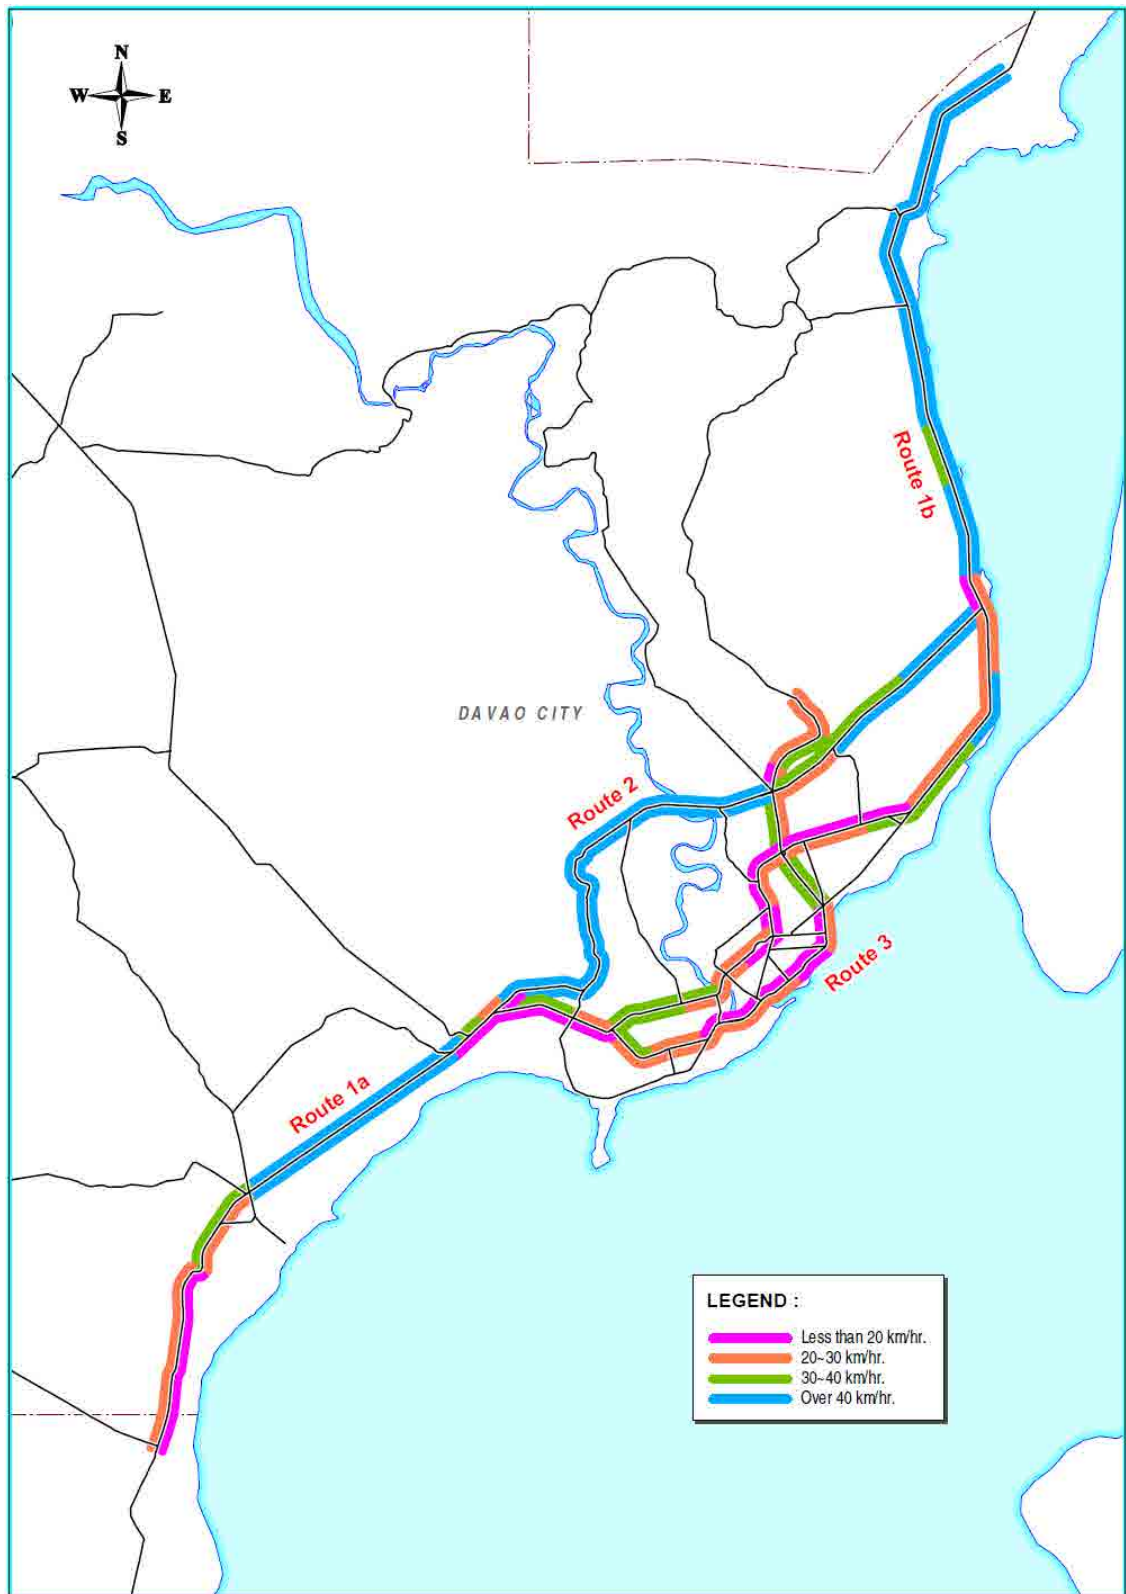 N
W E
S
Route 1b
DAVAO CITY
Route 2
Route 3
Route 1a
LEGEND :
Less than 20 km/hr.
20~30 km/hr.
30~40 km/hr.
Over 40 km/hr.